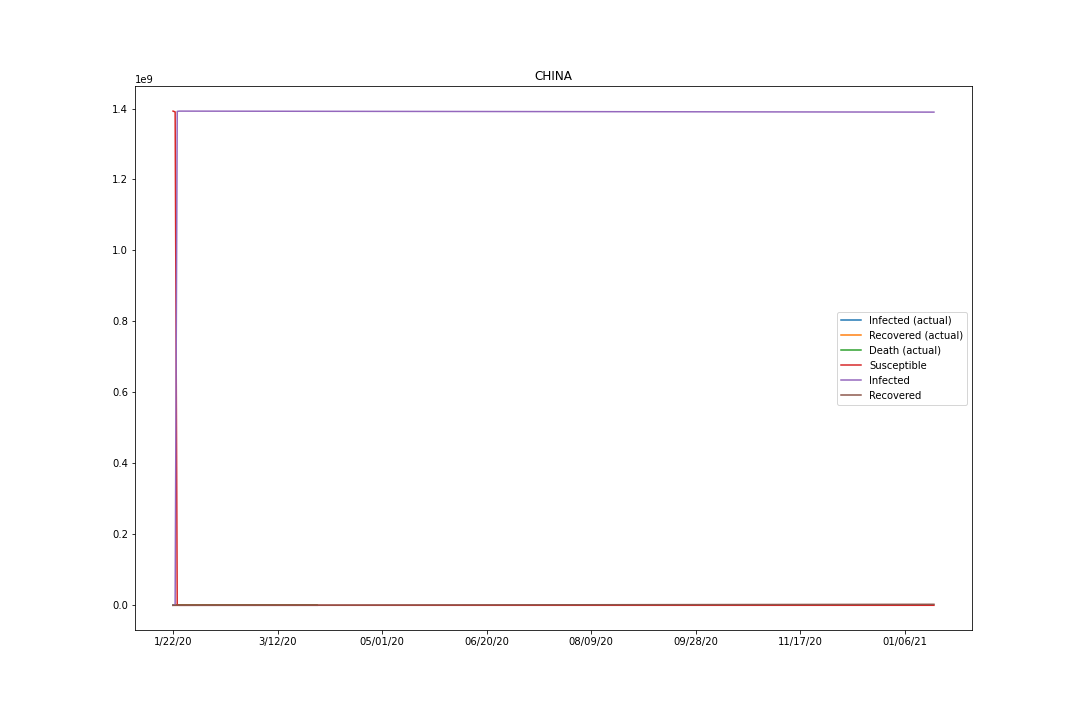 CHINA
1e9
1.4
1.2
1.0
0.8
0.6
0.4
0.2
0.0
Infected (actual)
Recovered (actual)
Death (actual)
Susceptible
Infected
Recovered
1/22/20 3/12/20 05/01/20 06/20/20 08/09/20 09/28/20 11/17/20 01/06/21